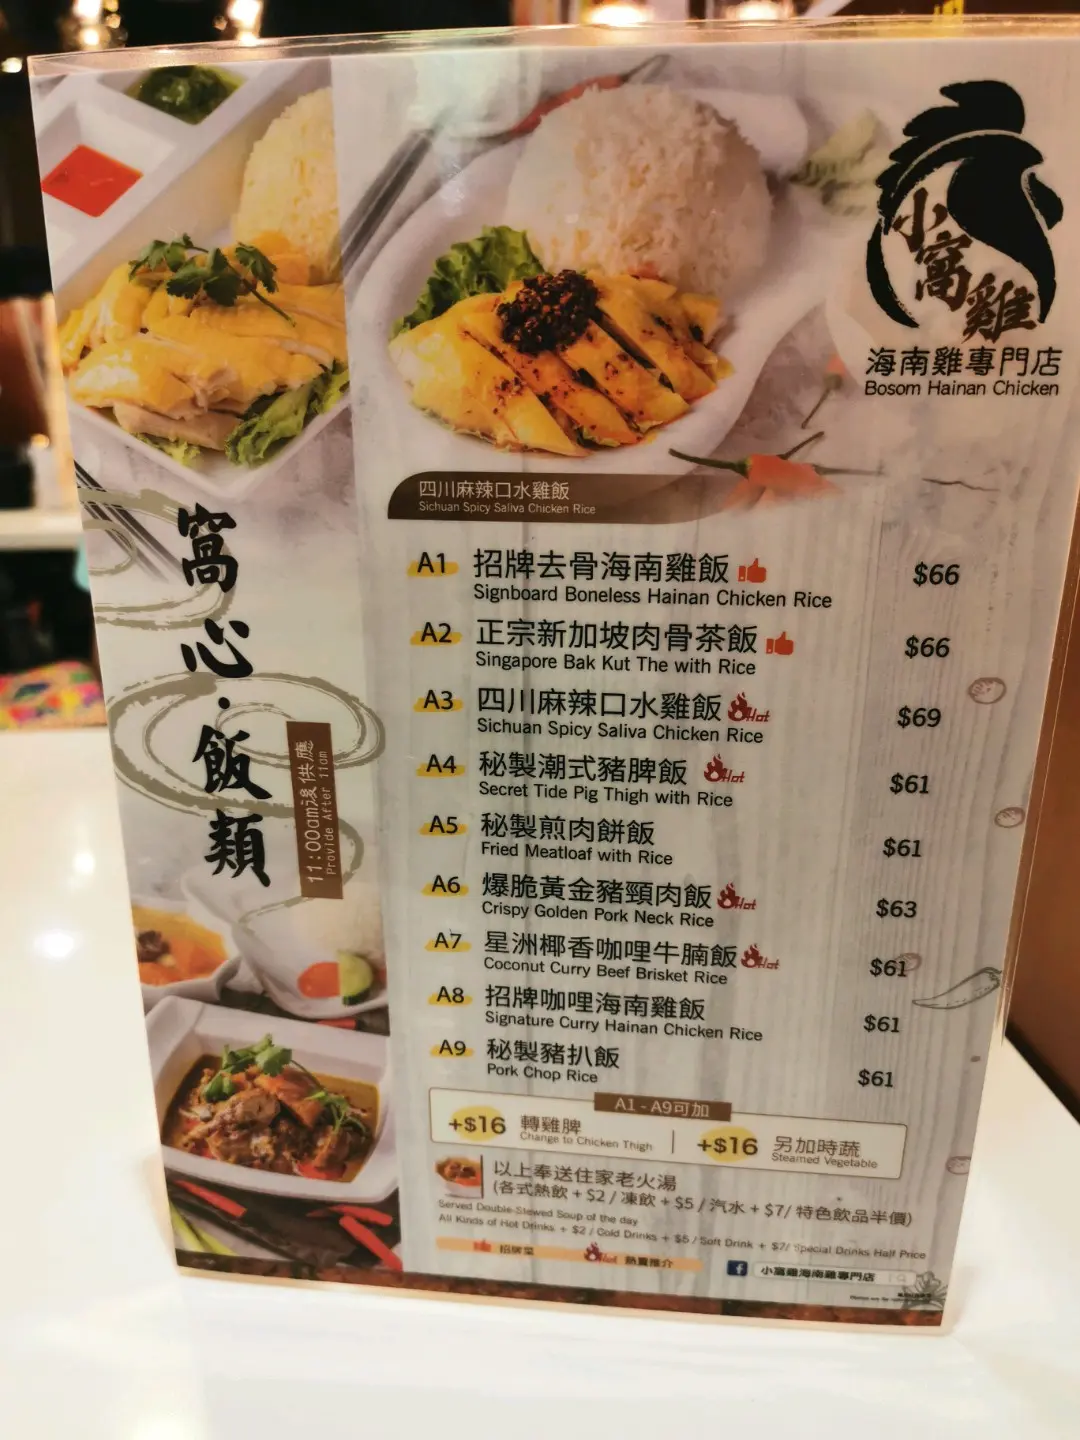 小窩雞
海南雞專門店
Bosom Hainan Chicken
四川麻辣口水雞飯
Sichuan Spicy Saliva Chicken Rice
窩心·飯類
11:00am後供應
Provide After 11am
A1 招牌去骨海南雞飯 $66
Signboard Boneless Hainan Chicken Rice
A2 正宗新加坡肉骨茶飯 $66
Singapore Bak Kut The with Rice
A3 四川麻辣口水雞飯 Hot $69
Sichuan Spicy Saliva Chicken Rice
A4 秘製潮式豬脾飯 Hot $61
Secret Tide Pig Thigh with Rice
A5 秘製煎肉餅飯 $61
Fried Meatloaf with Rice
A6 爆脆黃金豬頸肉飯 Hot $63
Crispy Golden Pork Neck Rice
A7 星洲椰香咖哩牛腩飯 Hot $61
Coconut Curry Beef Brisket Rice
A8 招牌咖哩海南雞飯 $61
Signature Curry Hainan Chicken Rice
A9 秘製豬扒飯 $61
Pork Chop Rice
A1 - A9可加
+$16 轉雞脾 +$16 另加時蔬
Change to Chicken Thigh Steamed Vegetable
以上奉送住家老火湯
(各式熱飲 + $2 / 凍飲 + $5 / 汽水 + $7/ 特色飲品半價)
Served Double-Stewed Soup of the day
All Kinds of Hot Drinks + $2 / Cold Drinks + $5 / Soft Drink + $7/ Special Drinks Half Price
招牌菜 Hot 熱賣推介 f 小窩雞海南雞專門店